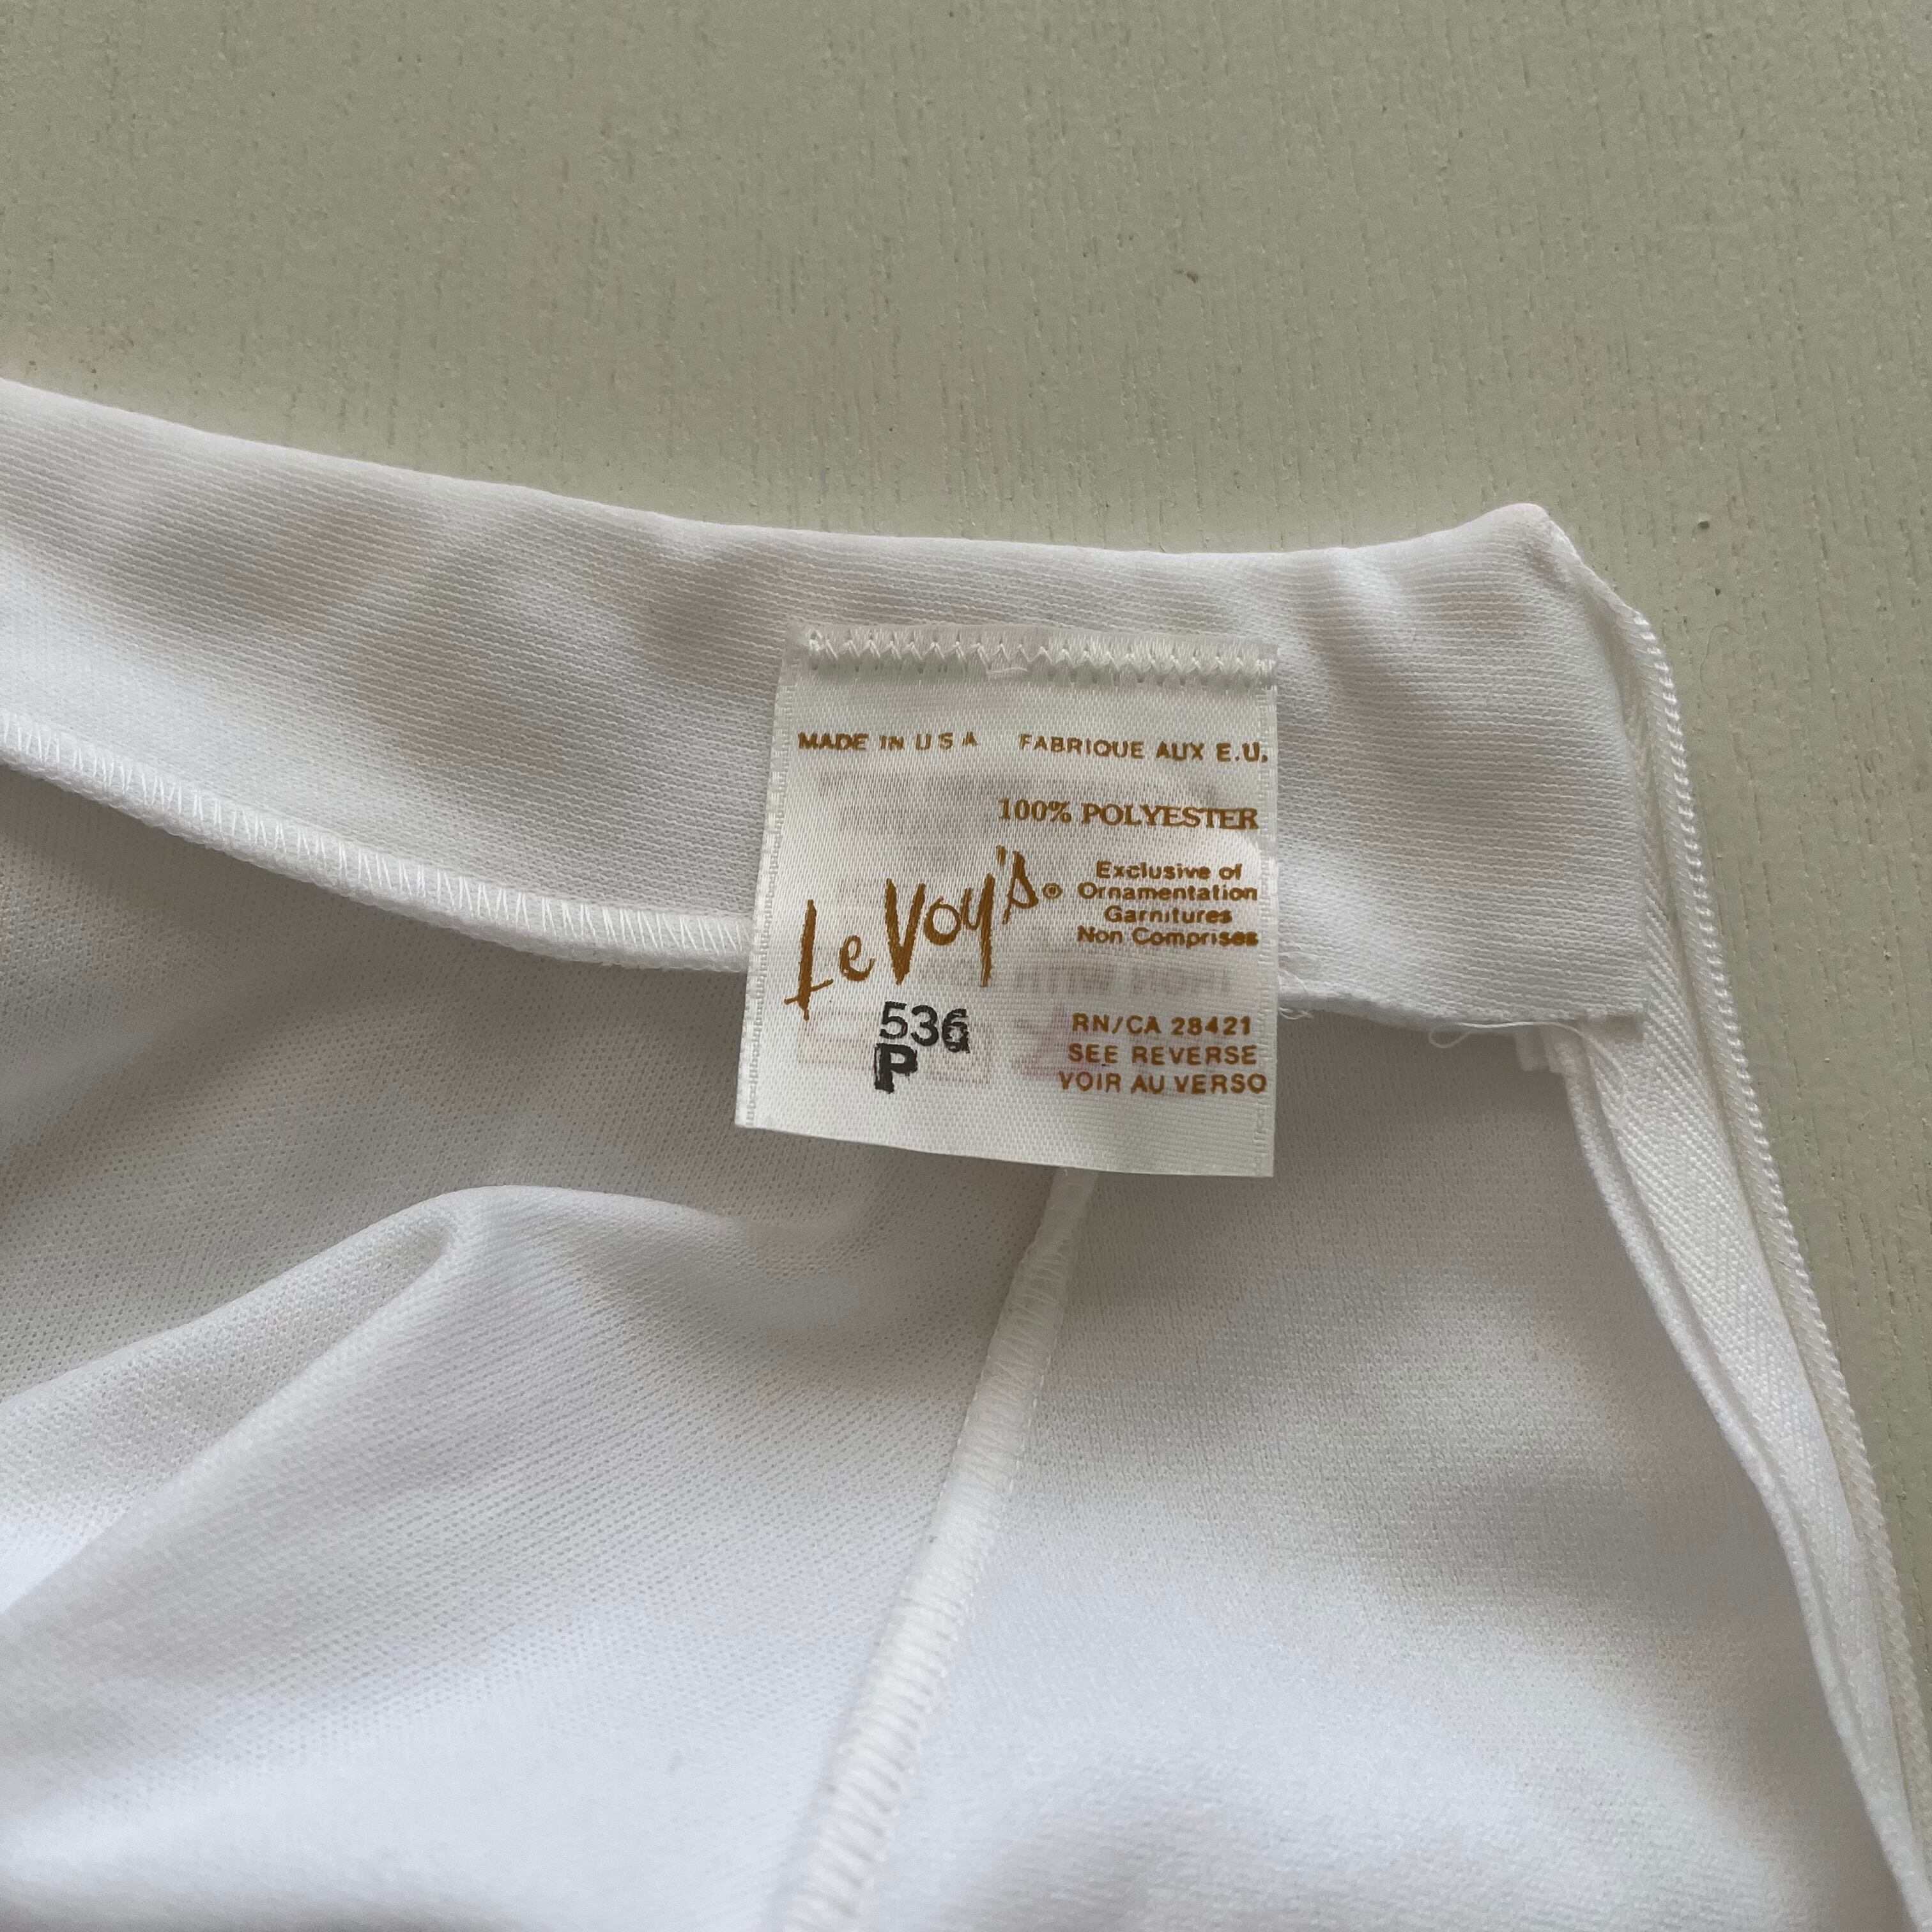 MADE IN U S A FABRIQUE AUX E.U.
100% POLYESTER
Exclusive of
Ornamentation
Garnitures
Non Comprises
LeVoy's®
536
P
RN/CA 28421
SEE REVERSE
VOIR AU VERSO